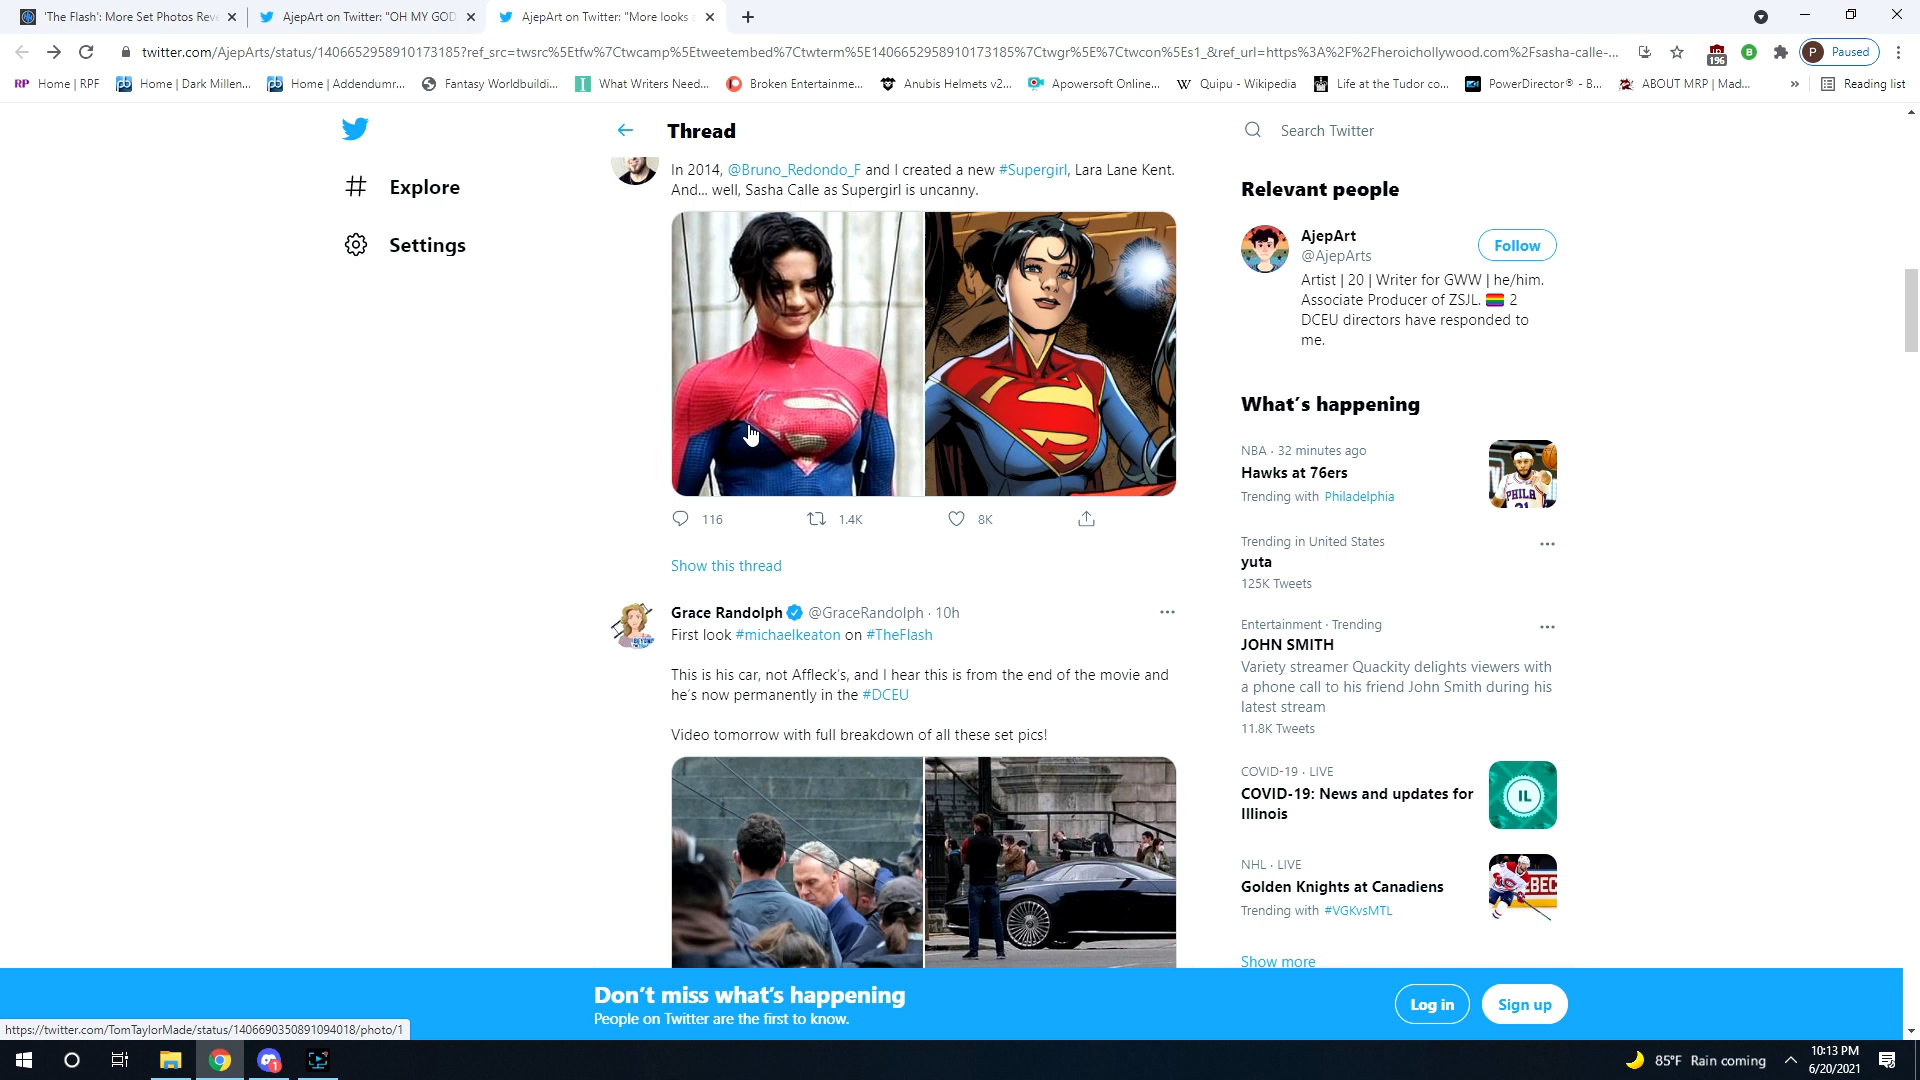 'The Flash': More Set Photos Reve
AjepArt on Twitter: "OH MY GOD
AjepArt on Twitter: "More looks a
twitter.com/AjepArts/status/1406652958910173185?ref_src=twsrc%5Etfw%7Ctwcamp%5Etweetembed%7Ctwterm%5E1406652958910173185%7Ctwgr%5E%7Ctwcon%5Es1_&ref_url=https%3A%2F%2Fheroichollywood.com%2Fsasha-calle-...
196
B
P Paused
RP Home | RPF
Home | Dark Millen...
Home | Addendumr...
Fantasy Worldbuildi...
What Writers Need...
Broken Entertainme...
Anubis Helmets v2...
Apowersoft Online...
W Quipu - Wikipedia
Life at the Tudor co...
PowerDirector® - B...
ABOUT MRP | Mad...
»
Reading list
Explore
Settings
Thread
In 2014, @Bruno_Redondo_F and I created a new #Supergirl, Lara Lane Kent.
And... well, Sasha Calle as Supergirl is uncanny.
116
1.4K
8K
Show this thread
Grace Randolph @GraceRandolph · 10h
First look #michaelkeaton on #TheFlash
This is his car, not Affleck's, and I hear this is from the end of the movie and
he's now permanently in the #DCEU
Video tomorrow with full breakdown of all these set pics!
Search Twitter
Relevant people
AjepArt
@AjepArts
Follow
Artist | 20 | Writer for GWW | he/him.
Associate Producer of ZSJL. 🏳️‍🌈 2
DCEU directors have responded to
me.
What's happening
NBA · 32 minutes ago
Hawks at 76ers
Trending with Philadelphia
PHILA
Trending in United States
yuta
125K Tweets
Entertainment · Trending
JOHN SMITH
Variety streamer Quackity delights viewers with
a phone call to his friend John Smith during his
latest stream
11.8K Tweets
COVID-19 · LIVE
COVID-19: News and updates for
Illinois
IL
NHL · LIVE
Golden Knights at Canadiens
Trending with #VGKvsMTL
Show more
Don't miss what's happening
People on Twitter are the first to know.
Log in
Sign up
https://twitter.com/TomTaylorMade/status/1406690350891094018/photo/1
1
85°F Rain coming
10:13 PM
6/20/2021